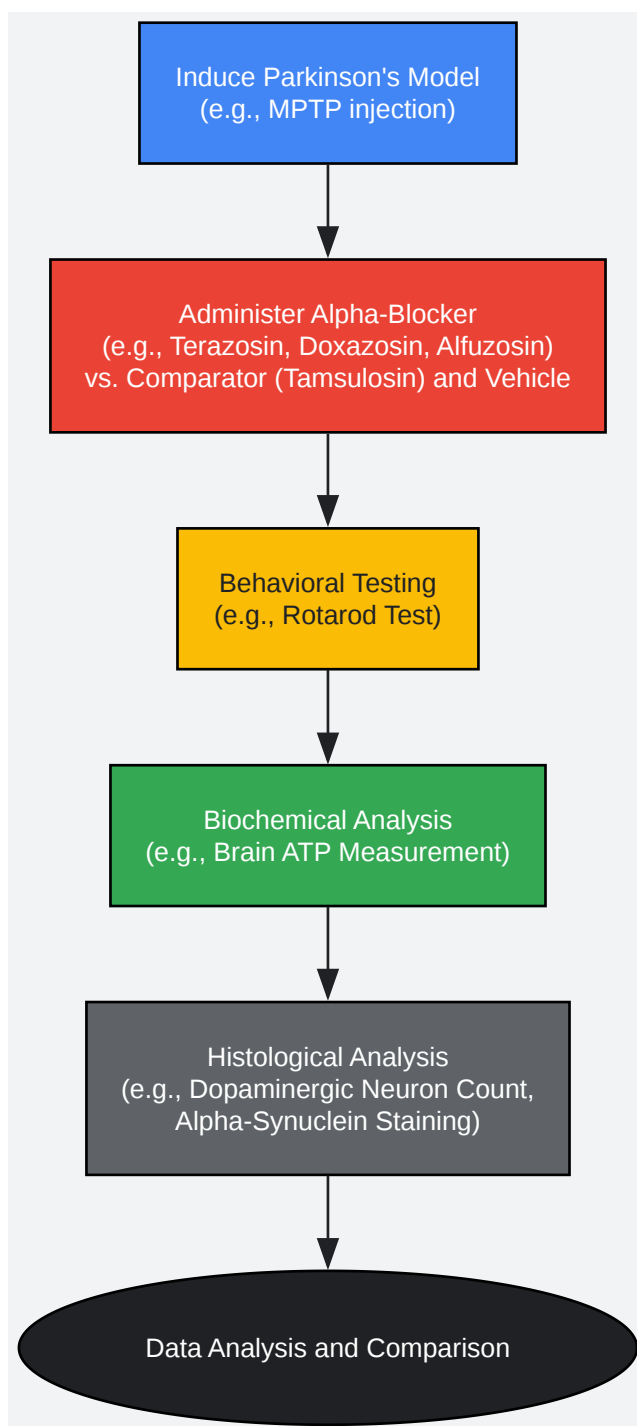 Induce Parkinson's Model
(e.g., MPTP injection)
Administer Alpha-Blocker
(e.g., Terazosin, Doxazosin, Alfuzosin)
vs. Comparator (Tamsulosin) and Vehicle
Behavioral Testing
(e.g., Rotarod Test)
Biochemical Analysis
(e.g., Brain ATP Measurement)
Histological Analysis
(e.g., Dopaminergic Neuron Count,
Alpha-Synuclein Staining)
Data Analysis and Comparison